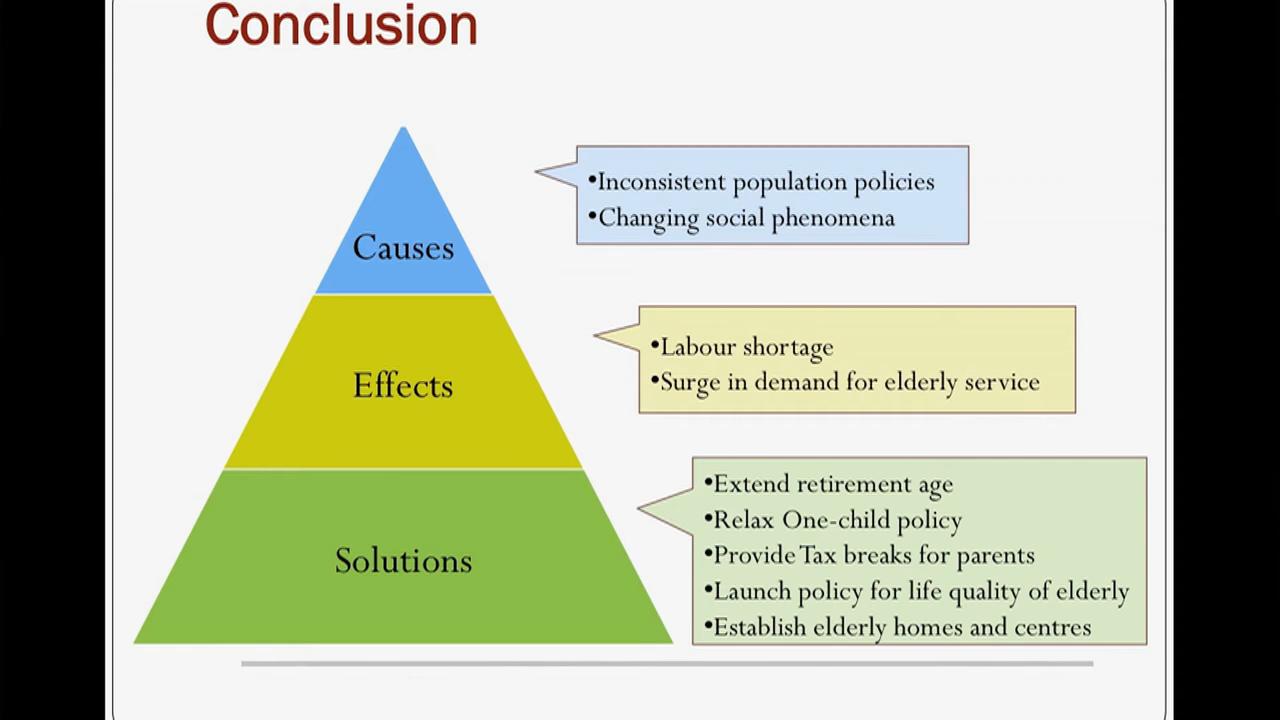 Conclusion
Causes
•Inconsistent population policies
•Changing social phenomena
Effects
•Labour shortage
•Surge in demand for elderly service
Solutions
•Extend retirement age
•Relax One-child policy
•Provide Tax breaks for parents
•Launch policy for life quality of elderly
•Establish elderly homes and centres